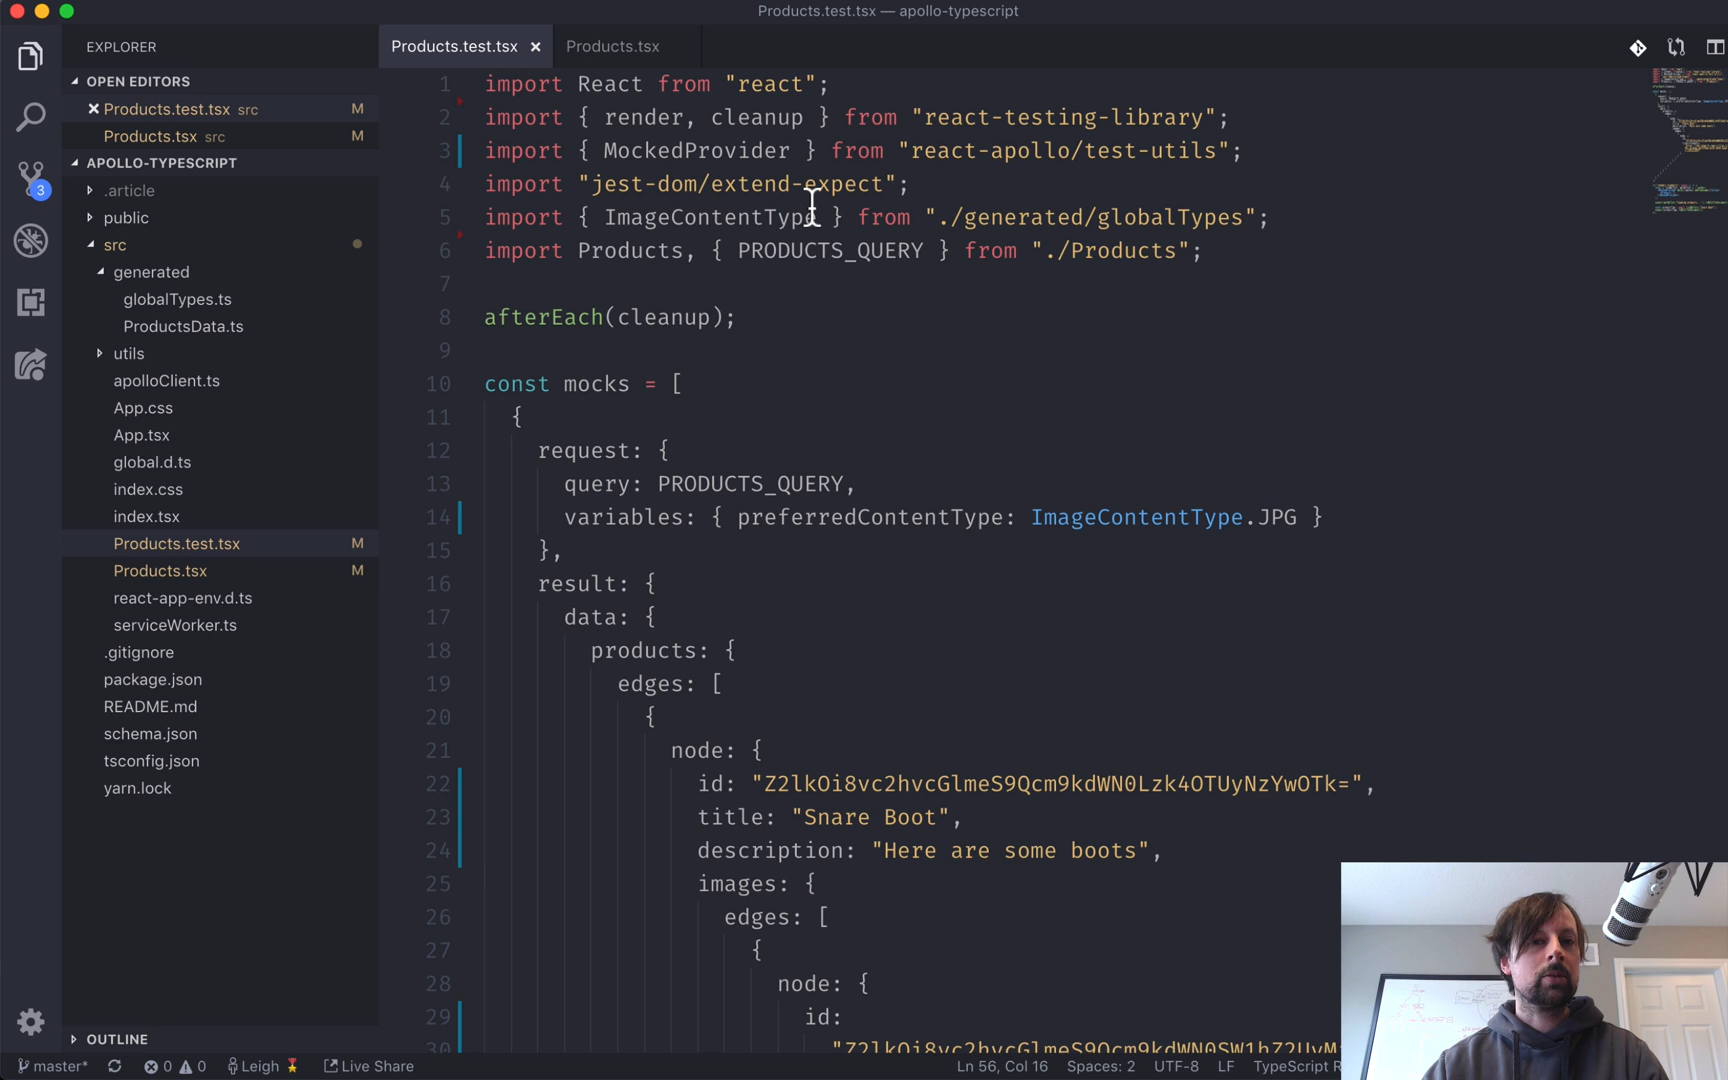 Products.test.tsx — apollo-typescript
EXPLORER
OPEN EDITORS
Products.test.tsx src M
Products.tsx src M
APOLLO-TYPESCRIPT
.article
public
src
generated
globalTypes.ts
ProductsData.ts
utils
apolloClient.ts
App.css
App.tsx
global.d.ts
index.css
index.tsx
Products.test.tsx M
Products.tsx M
react-app-env.d.ts
serviceWorker.ts
.gitignore
package.json
README.md
schema.json
tsconfig.json
yarn.lock
OUTLINE
3
Products.test.tsx
Products.tsx
1 import React from "react";
2 import { render, cleanup } from "react-testing-library";
3 import { MockedProvider } from "react-apollo/test-utils";
4 import "jest-dom/extend-expect";
5 import { ImageContentType } from "./generated/globalTypes";
6 import Products, { PRODUCTS_QUERY } from "./Products";
7
8 afterEach(cleanup);
9
10 const mocks = [
11 {
12 request: {
13 query: PRODUCTS_QUERY,
14 variables: { preferredContentType: ImageContentType.JPG }
15 },
16 result: {
17 data: {
18 products: {
19 edges: [
20 {
21 node: {
22 id: "Z2lkOi8vc2hvcGlmeS9Qcm9kdWN0Lzk4OTUyNzYwOTk=",
23 title: "Snare Boot",
24 description: "Here are some boots",
25 images: {
26 edges: [
27 {
28 node: {
29 id:
30
master* 0 0 Leigh Live Share Ln 56, Col 16 Spaces: 2 UTF-8 LF TypeScript R